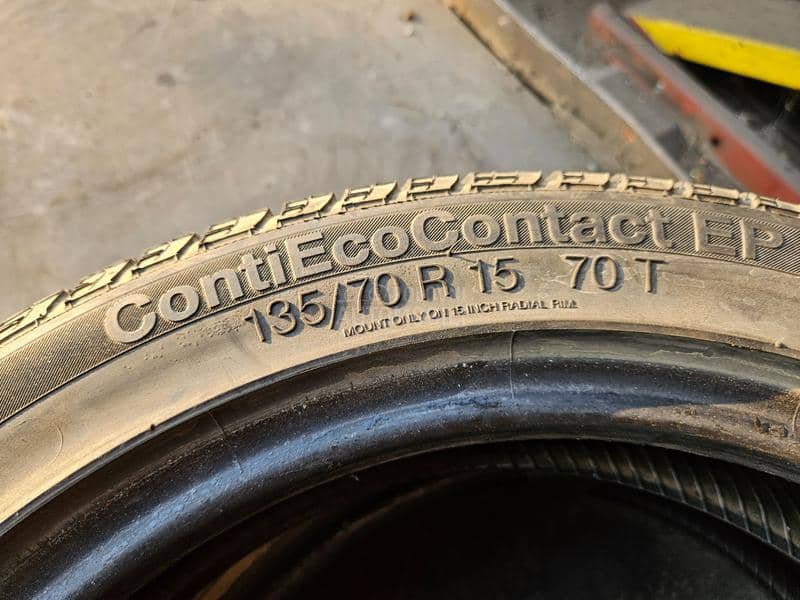 ContiEcoContact EP
135/70 R 15 70 T
MOUNT ONLY ON 15 INCH RADIAL RIM